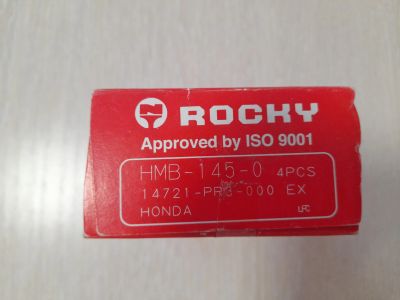 ROCKY
Approved by ISO 9001
HMB-145-0 4PCS
14721-PR3-000 EX
HONDA